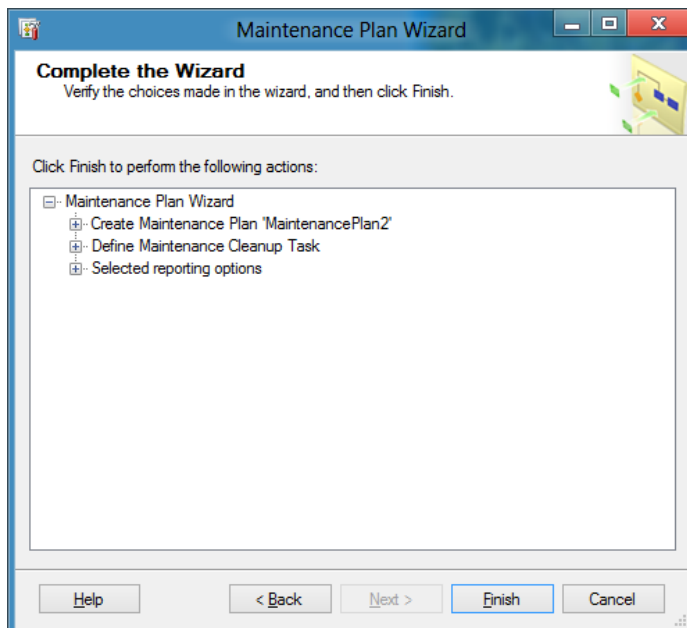 Maintenance Plan Wizard
Complete the Wizard
Verify the choices made in the wizard, and then click Finish.
Click Finish to perform the following actions:
Maintenance Plan Wizard
Create Maintenance Plan 'MaintenancePlan2'
Define Maintenance Cleanup Task
Selected reporting options
Help
< Back
Next >
Finish
Cancel